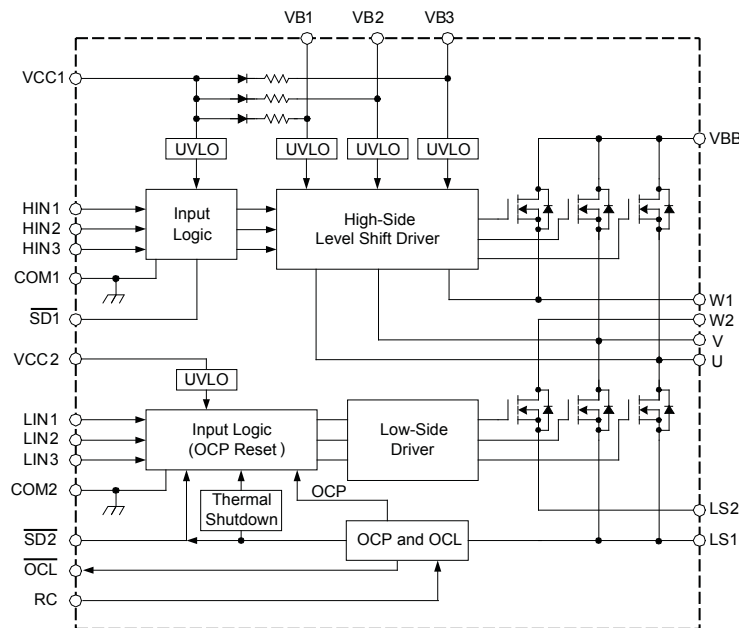 VB1 VB2 VB3
VCC1
UVLO UVLO UVLO UVLO
VBB
HIN1
HIN2
HIN3
Input
Logic
High-Side
Level Shift Driver
COM1
SD1
W1
W2
V
U
VCC2
UVLO
LIN1
LIN2
LIN3
Input Logic
(OCP Reset)
Low-Side
Driver
COM2
OCP
Thermal
Shutdown
LS2
SD2
OCP and OCL
LS1
OCL
RC